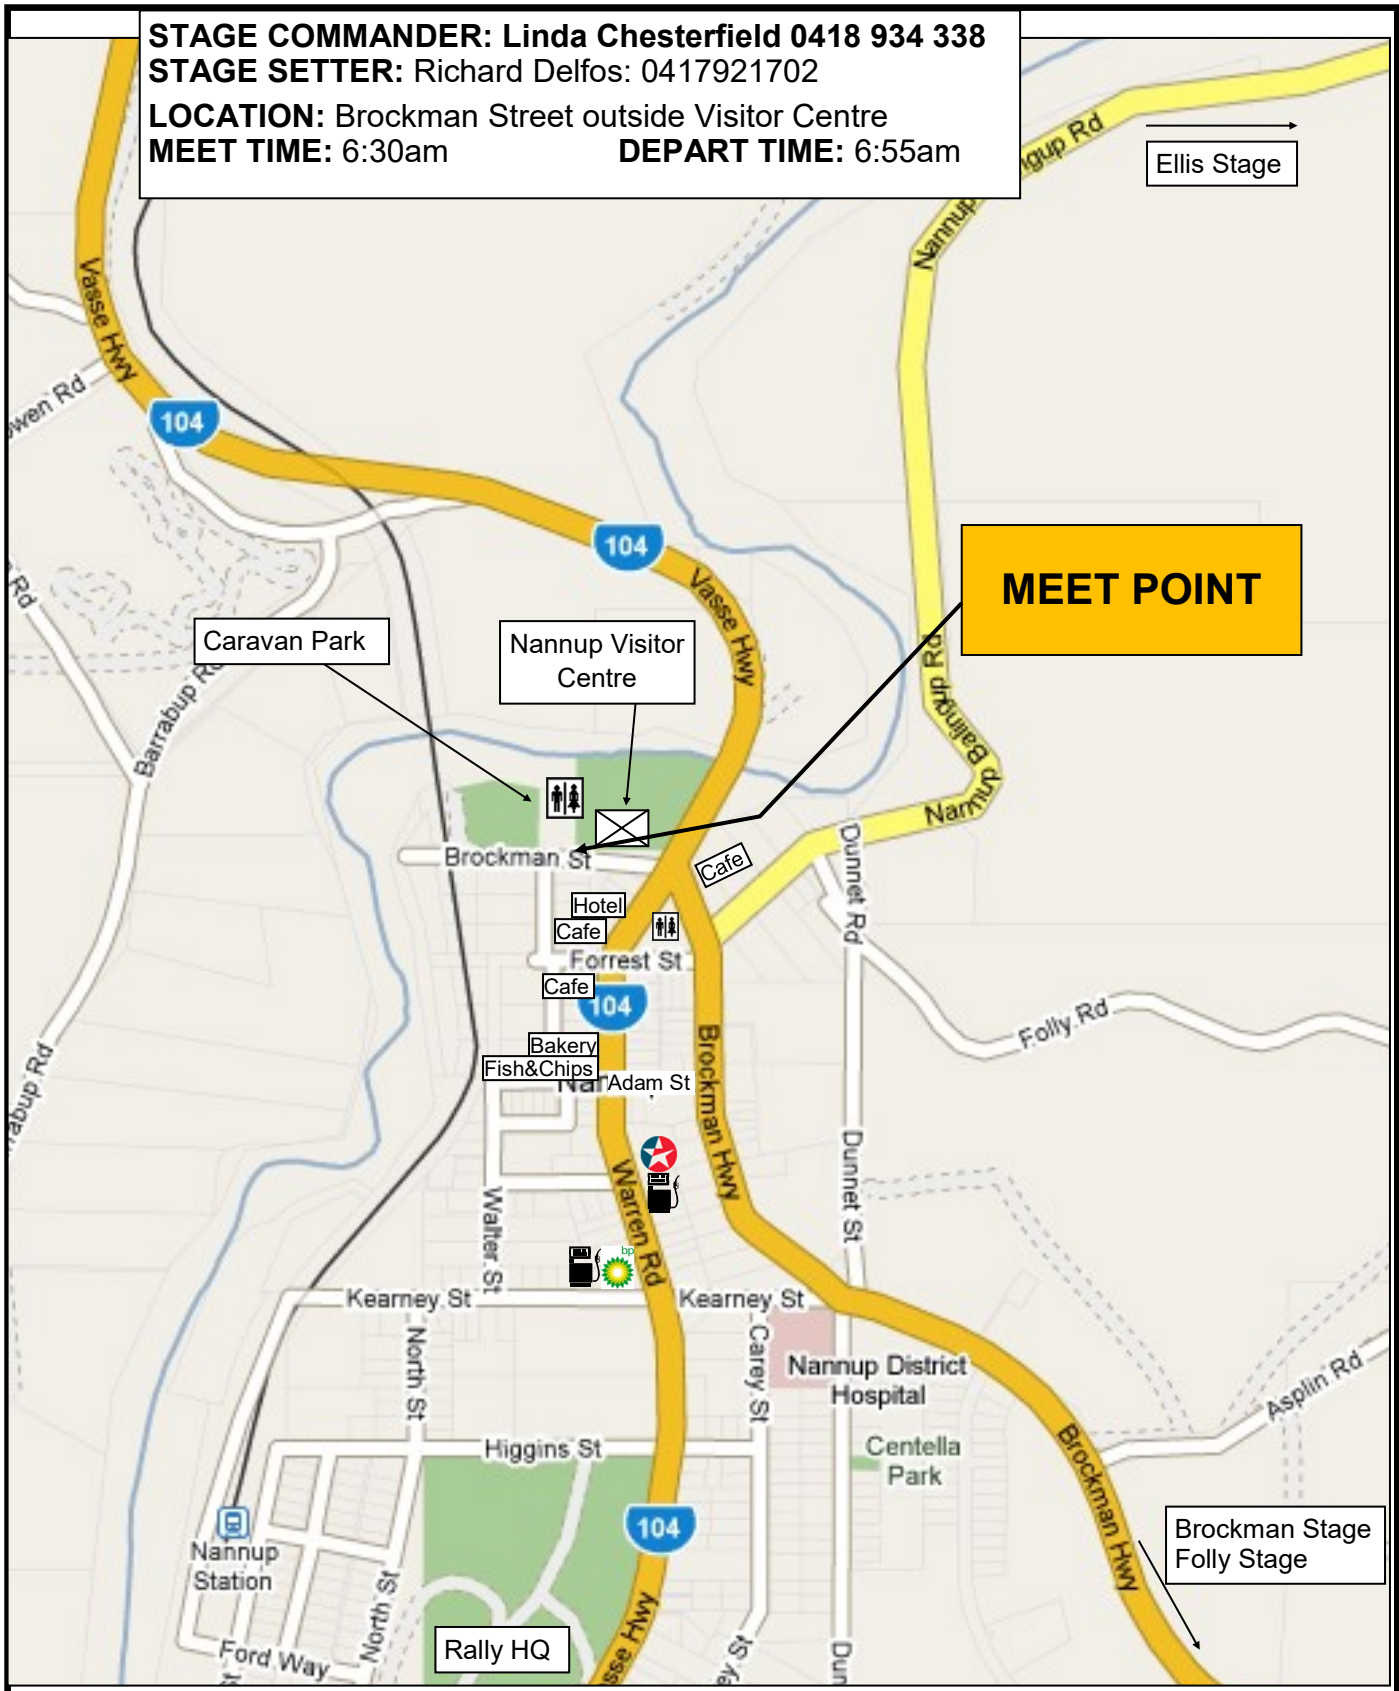 STAGE COMMANDER: Linda Chesterfield 0418 934 338
STAGE SETTER: Richard Delfos: 0417921702
LOCATION: Brockman Street outside Visitor Centre
MEET TIME: 6:30am DEPART TIME: 6:55am
Ellis Stage
Nannup
Vasse Hwy
104
104
Vasse Hwy
MEET POINT
Rd
Caravan Park
Nannup Visitor
Centre
Barrabup Rd
Nannup Balingup Rd
Brockman St
Cafe
Dunnet Rd
Hotel
Cafe
Forrest St
Cafe
104
Folly Rd
Bakery
Fish&Chips
Adam St
Brockman Hwy
Dunnet St
Walter St
Warren Rd
bp
Kearney St
Kearney St
North St
Carey St
Nannup District
Hospital
Asplin Rd
Higgins St
Centella
Park
Brockman Hwy
104
Brockman Stage
Folly Stage
Nannup
Station
North St
Ford Way
Rally HQ
Hwy
St